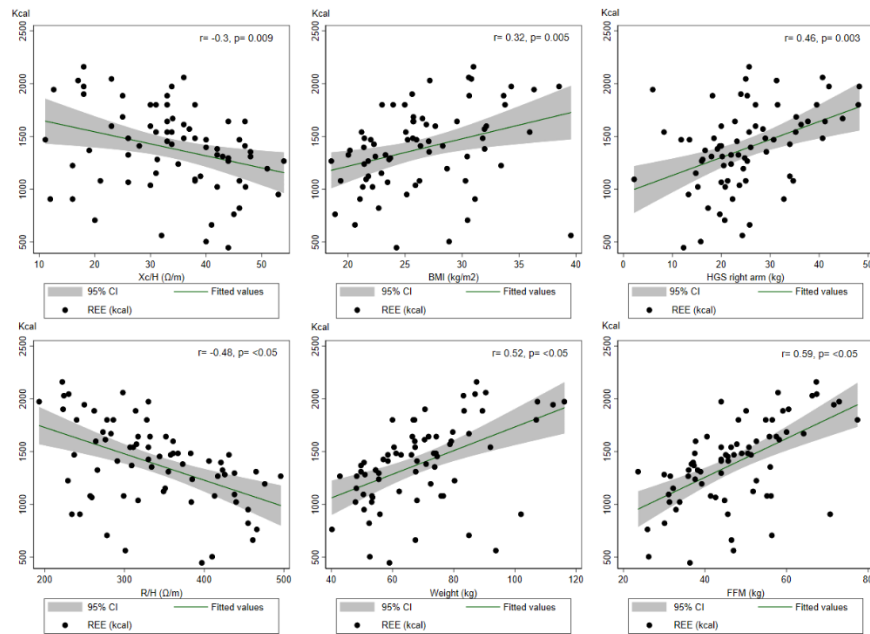 Kcal
r= -0.3, p= 0.009
2500
2000
1500
1000
500
10 20 30 40 50
Xc/H (Ω/m)
95% CI Fitted values
REE (kcal)
Kcal
r= 0.32, p= 0.005
2500
2000
1500
1000
500
20 25 30 35 40
BMI (kg/m2)
95% CI Fitted values
REE (kcal)
Kcal
r= 0.46, p= 0.003
2500
2000
1500
1000
500
0 10 20 30 40 50
HGS right arm (kg)
95% CI Fitted values
REE (kcal)
Kcal
r= -0.48, p= <0.05
2500
2000
1500
1000
500
200 300 400 500
R/H (Ω/m)
95% CI Fitted values
REE (kcal)
Kcal
r= 0.52, p= <0.05
2500
2000
1500
1000
500
40 60 80 100 120
Weight (kg)
95% CI Fitted values
REE (kcal)
Kcal
r= 0.59, p= <0.05
2500
2000
1500
1000
500
20 30 40 50 60 70 80
FFM (kg)
95% CI Fitted values
REE (kcal)